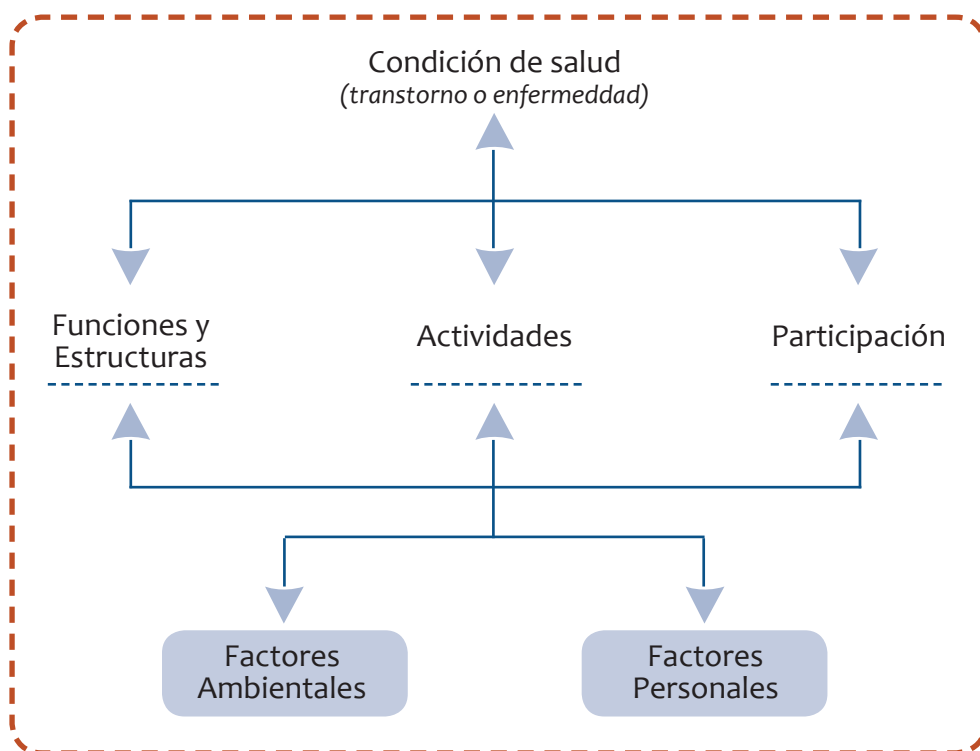 Condición de salud
(transtorno o enfermeddad)
Funciones y
Estructuras
Actividades
Participación
Factores
Ambientales
Factores
Personales